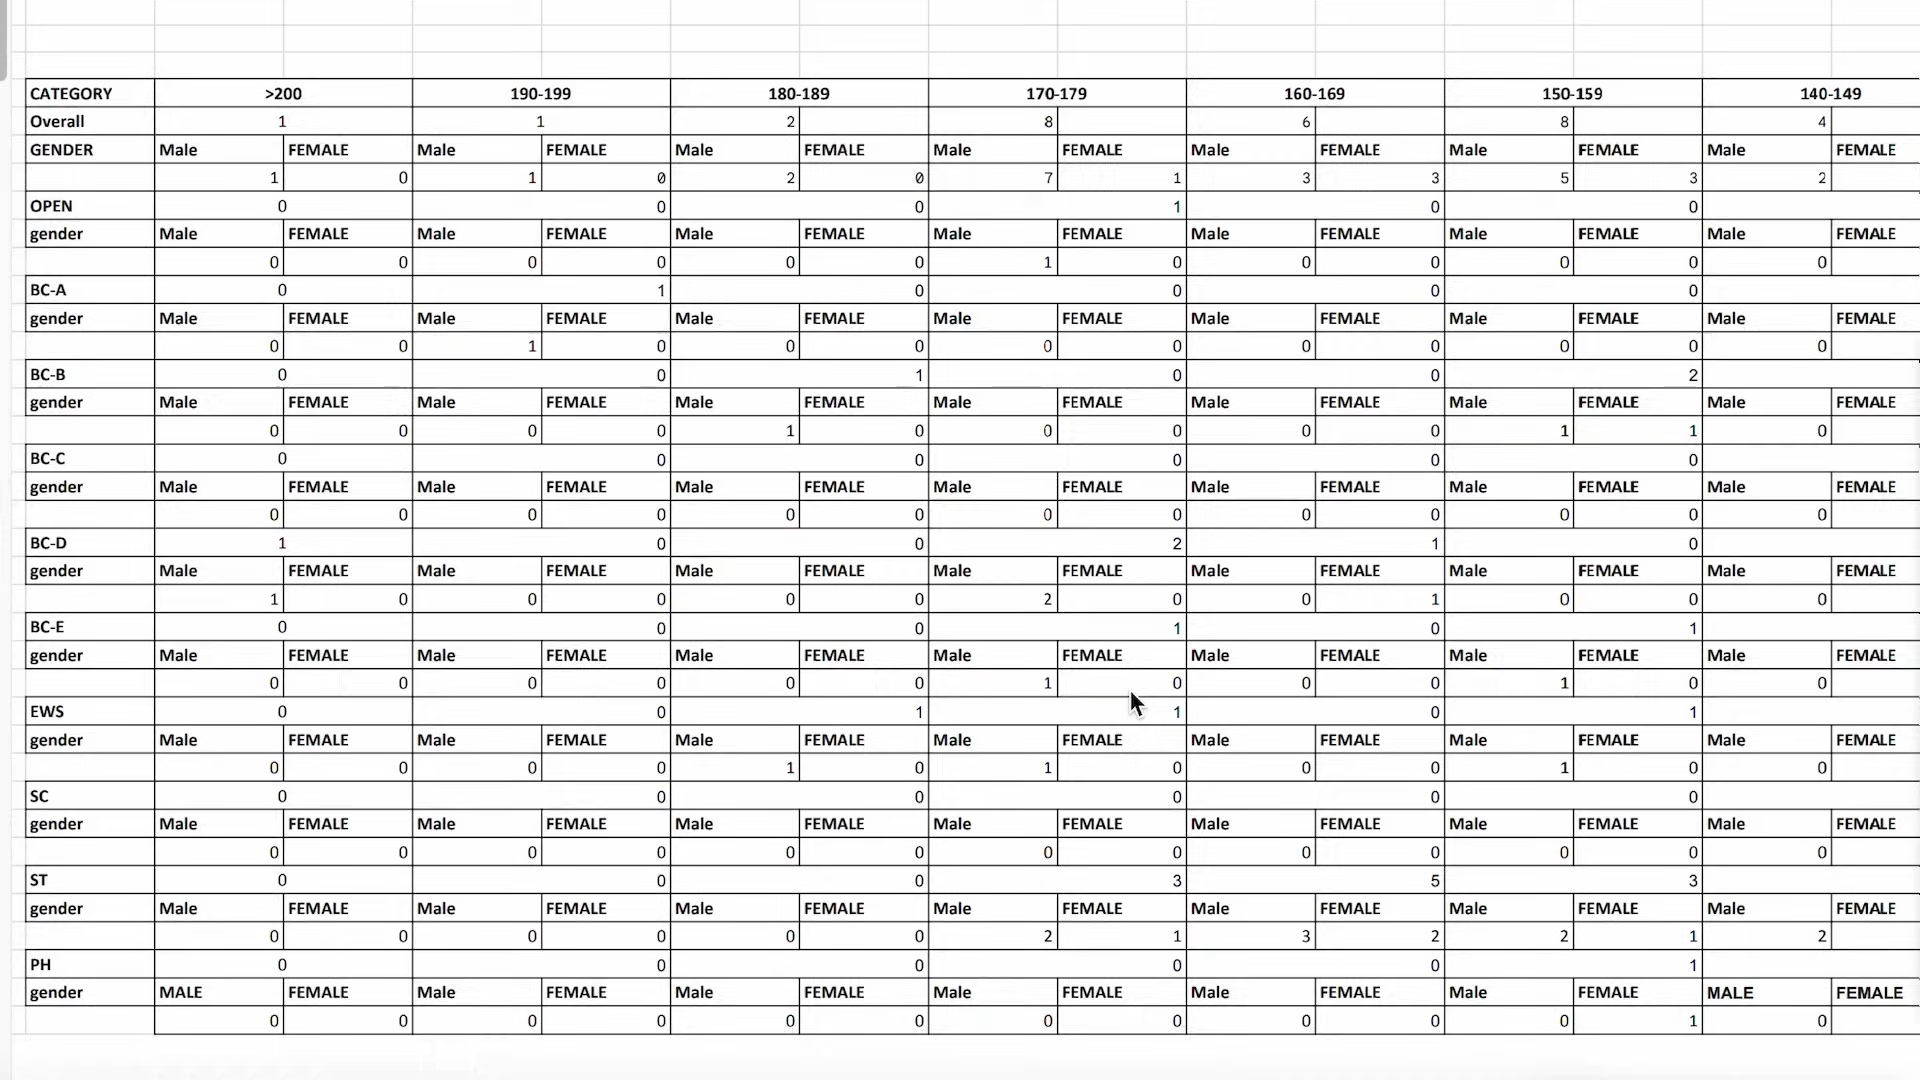 CATEGORY >200 190-199 180-189 170-179 160-169 150-159 140-149
Overall 1 1 2 8 6 8 4
GENDER Male FEMALE Male FEMALE Male FEMALE Male FEMALE Male FEMALE Male FEMALE Male FEMALE
1 0 1 0 2 0 7 1 3 3 5 3 2
OPEN 0 0 0 1 0 0
gender Male FEMALE Male FEMALE Male FEMALE Male FEMALE Male FEMALE Male FEMALE Male FEMALE
0 0 0 0 0 0 1 0 0 0 0 0 0
BC-A 0 1 0 0 0 0
gender Male FEMALE Male FEMALE Male FEMALE Male FEMALE Male FEMALE Male FEMALE Male FEMALE
0 0 1 0 0 0 0 0 0 0 0 0 0
BC-B 0 0 1 0 0 2
gender Male FEMALE Male FEMALE Male FEMALE Male FEMALE Male FEMALE Male FEMALE Male FEMALE
0 0 0 0 1 0 0 0 0 0 1 1 0
BC-C 0 0 0 0 0 0
gender Male FEMALE Male FEMALE Male FEMALE Male FEMALE Male FEMALE Male FEMALE Male FEMALE
0 0 0 0 0 0 0 0 0 0 0 0 0
BC-D 1 0 0 2 1 0
gender Male FEMALE Male FEMALE Male FEMALE Male FEMALE Male FEMALE Male FEMALE Male FEMALE
1 0 0 0 0 0 2 0 0 1 0 0 0
BC-E 0 0 0 1 0 1
gender Male FEMALE Male FEMALE Male FEMALE Male FEMALE Male FEMALE Male FEMALE Male FEMALE
0 0 0 0 0 0 1 0 0 0 1 0 0
EWS 0 0 1 1 0 1
gender Male FEMALE Male FEMALE Male FEMALE Male FEMALE Male FEMALE Male FEMALE Male FEMALE
0 0 0 0 1 0 1 0 0 0 1 0 0
SC 0 0 0 0 0 0
gender Male FEMALE Male FEMALE Male FEMALE Male FEMALE Male FEMALE Male FEMALE Male FEMALE
0 0 0 0 0 0 0 0 0 0 0 0 0
ST 0 0 0 3 5 3
gender Male FEMALE Male FEMALE Male FEMALE Male FEMALE Male FEMALE Male FEMALE Male FEMALE
0 0 0 0 0 0 2 1 3 2 2 1 2
PH 0 0 0 0 0 1
gender MALE FEMALE Male FEMALE Male FEMALE Male FEMALE Male FEMALE Male FEMALE MALE FEMALE
0 0 0 0 0 0 0 0 0 0 0 1 0